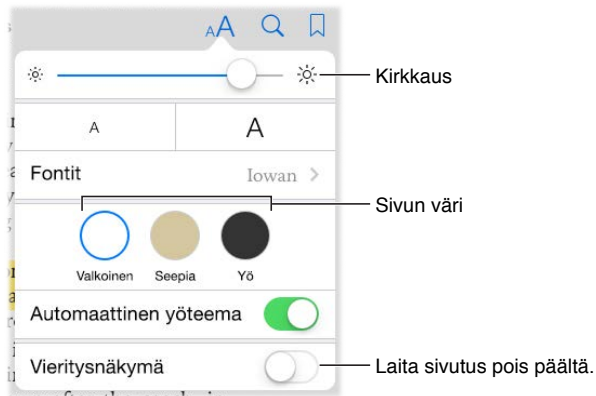 AA
Kirkkaus
A A
Fontit Iowan >
Sivun väri
Valkoinen Seepia Yö
Automaattinen yöteema
Vieritysnäkymä
Laita sivutus pois päältä.